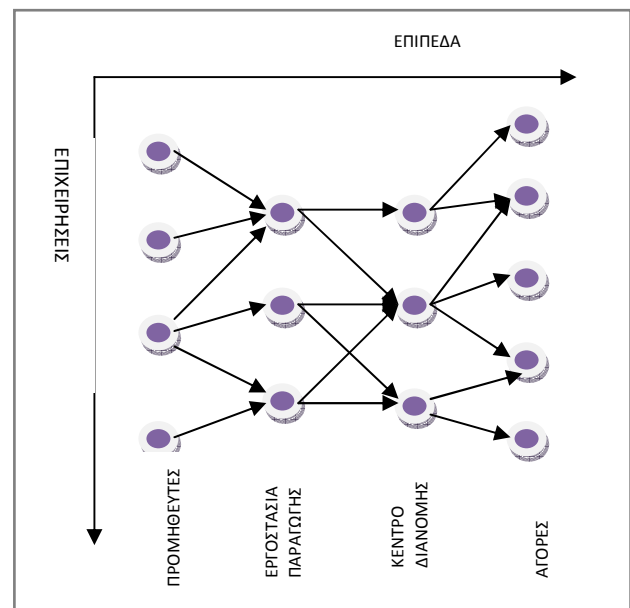 ΕΠΙΠΕΔΑ
ΕΠΙΧΕΙΡΗΣΕΙΣ
ΠΡΟΜΗΘΕΥΤΕΣ
ΕΡΓΟΣΤΑΣΙΑ
ΠΑΡΑΓΩΓΗΣ
ΚΕΝΤΡΟ
ΔΙΑΝΟΜΗΣ
ΑΓΟΡΕΣ